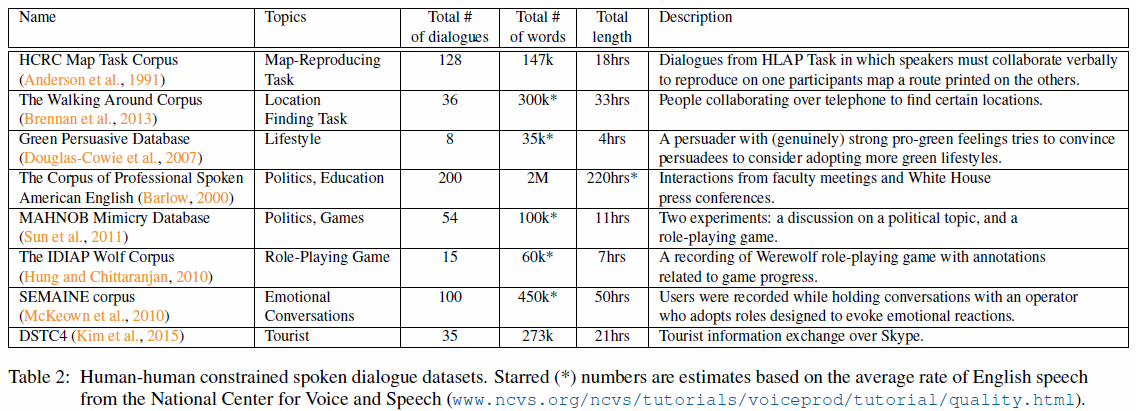 Name Topics Total # Total # Total Description
of dialogues of words length
HCRC Map Task Corpus Map-Reproducing 128 147k 18hrs Dialogues from HLAP Task in which speakers must collaborate verbally
(Anderson et al., 1991) Task to reproduce on one participants map a route printed on the others.
The Walking Around Corpus Location 36 300k* 33hrs People collaborating over telephone to find certain locations.
(Brennan et al., 2013) Finding Task
Green Persuasive Database Lifestyle 8 35k* 4hrs A persuader with (genuinely) strong pro-green feelings tries to convince
(Douglas-Cowie et al., 2007) persuadees to consider adopting more green lifestyles.
The Corpus of Professional Spoken Politics, Education 200 2M 220hrs* Interactions from faculty meetings and White House
American English (Barlow, 2000) press conferences.
MAHNOB Mimicry Database Politics, Games 54 100k* 11hrs Two experiments: a discussion on a political topic, and a
(Sun et al., 2011) role-playing game.
The IDIAP Wolf Corpus Role-Playing Game 15 60k* 7hrs A recording of Werewolf role-playing game with annotations
(Hung and Chittaranjan, 2010) related to game progress.
SEMAINE corpus Emotional 100 450k* 50hrs Users were recorded while holding conversations with an operator
(McKeown et al., 2010) Conversations who adopts roles designed to evoke emotional reactions.
DSTC4 (Kim et al., 2015) Tourist 35 273k 21hrs Tourist information exchange over Skype.
Table 2: Human-human constrained spoken dialogue datasets. Starred (*) numbers are estimates based on the average rate of English speech
from the National Center for Voice and Speech (www.ncvs.org/ncvs/tutorials/voiceprod/tutorial/quality.html).